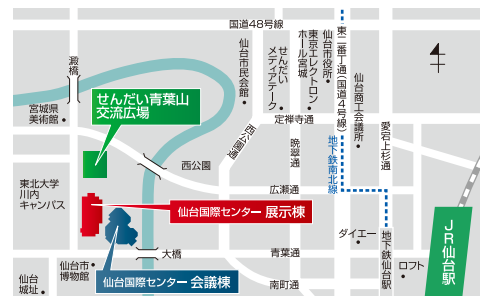 国道48号線
澱橋
せんだい青葉山
交流広場
宮城県
美術館
仙台市民会館
せんだい
メディアテーク
東京エレクトロン
ホール宮城
仙台市役所
東二番丁通(国道4号線)
仙台商工会議所
定禅寺通
愛宕上杉通
西公園通
晩翠通
地下鉄南北線
西公園
東北大学
川内
キャンパス
広瀬通
仙台国際センター 展示棟
ダイエー
地下鉄仙台駅
JR仙台駅
大橋
青葉通
ロフト
仙台市
博物館
仙台国際センター 会議棟
仙台
城址
南町通